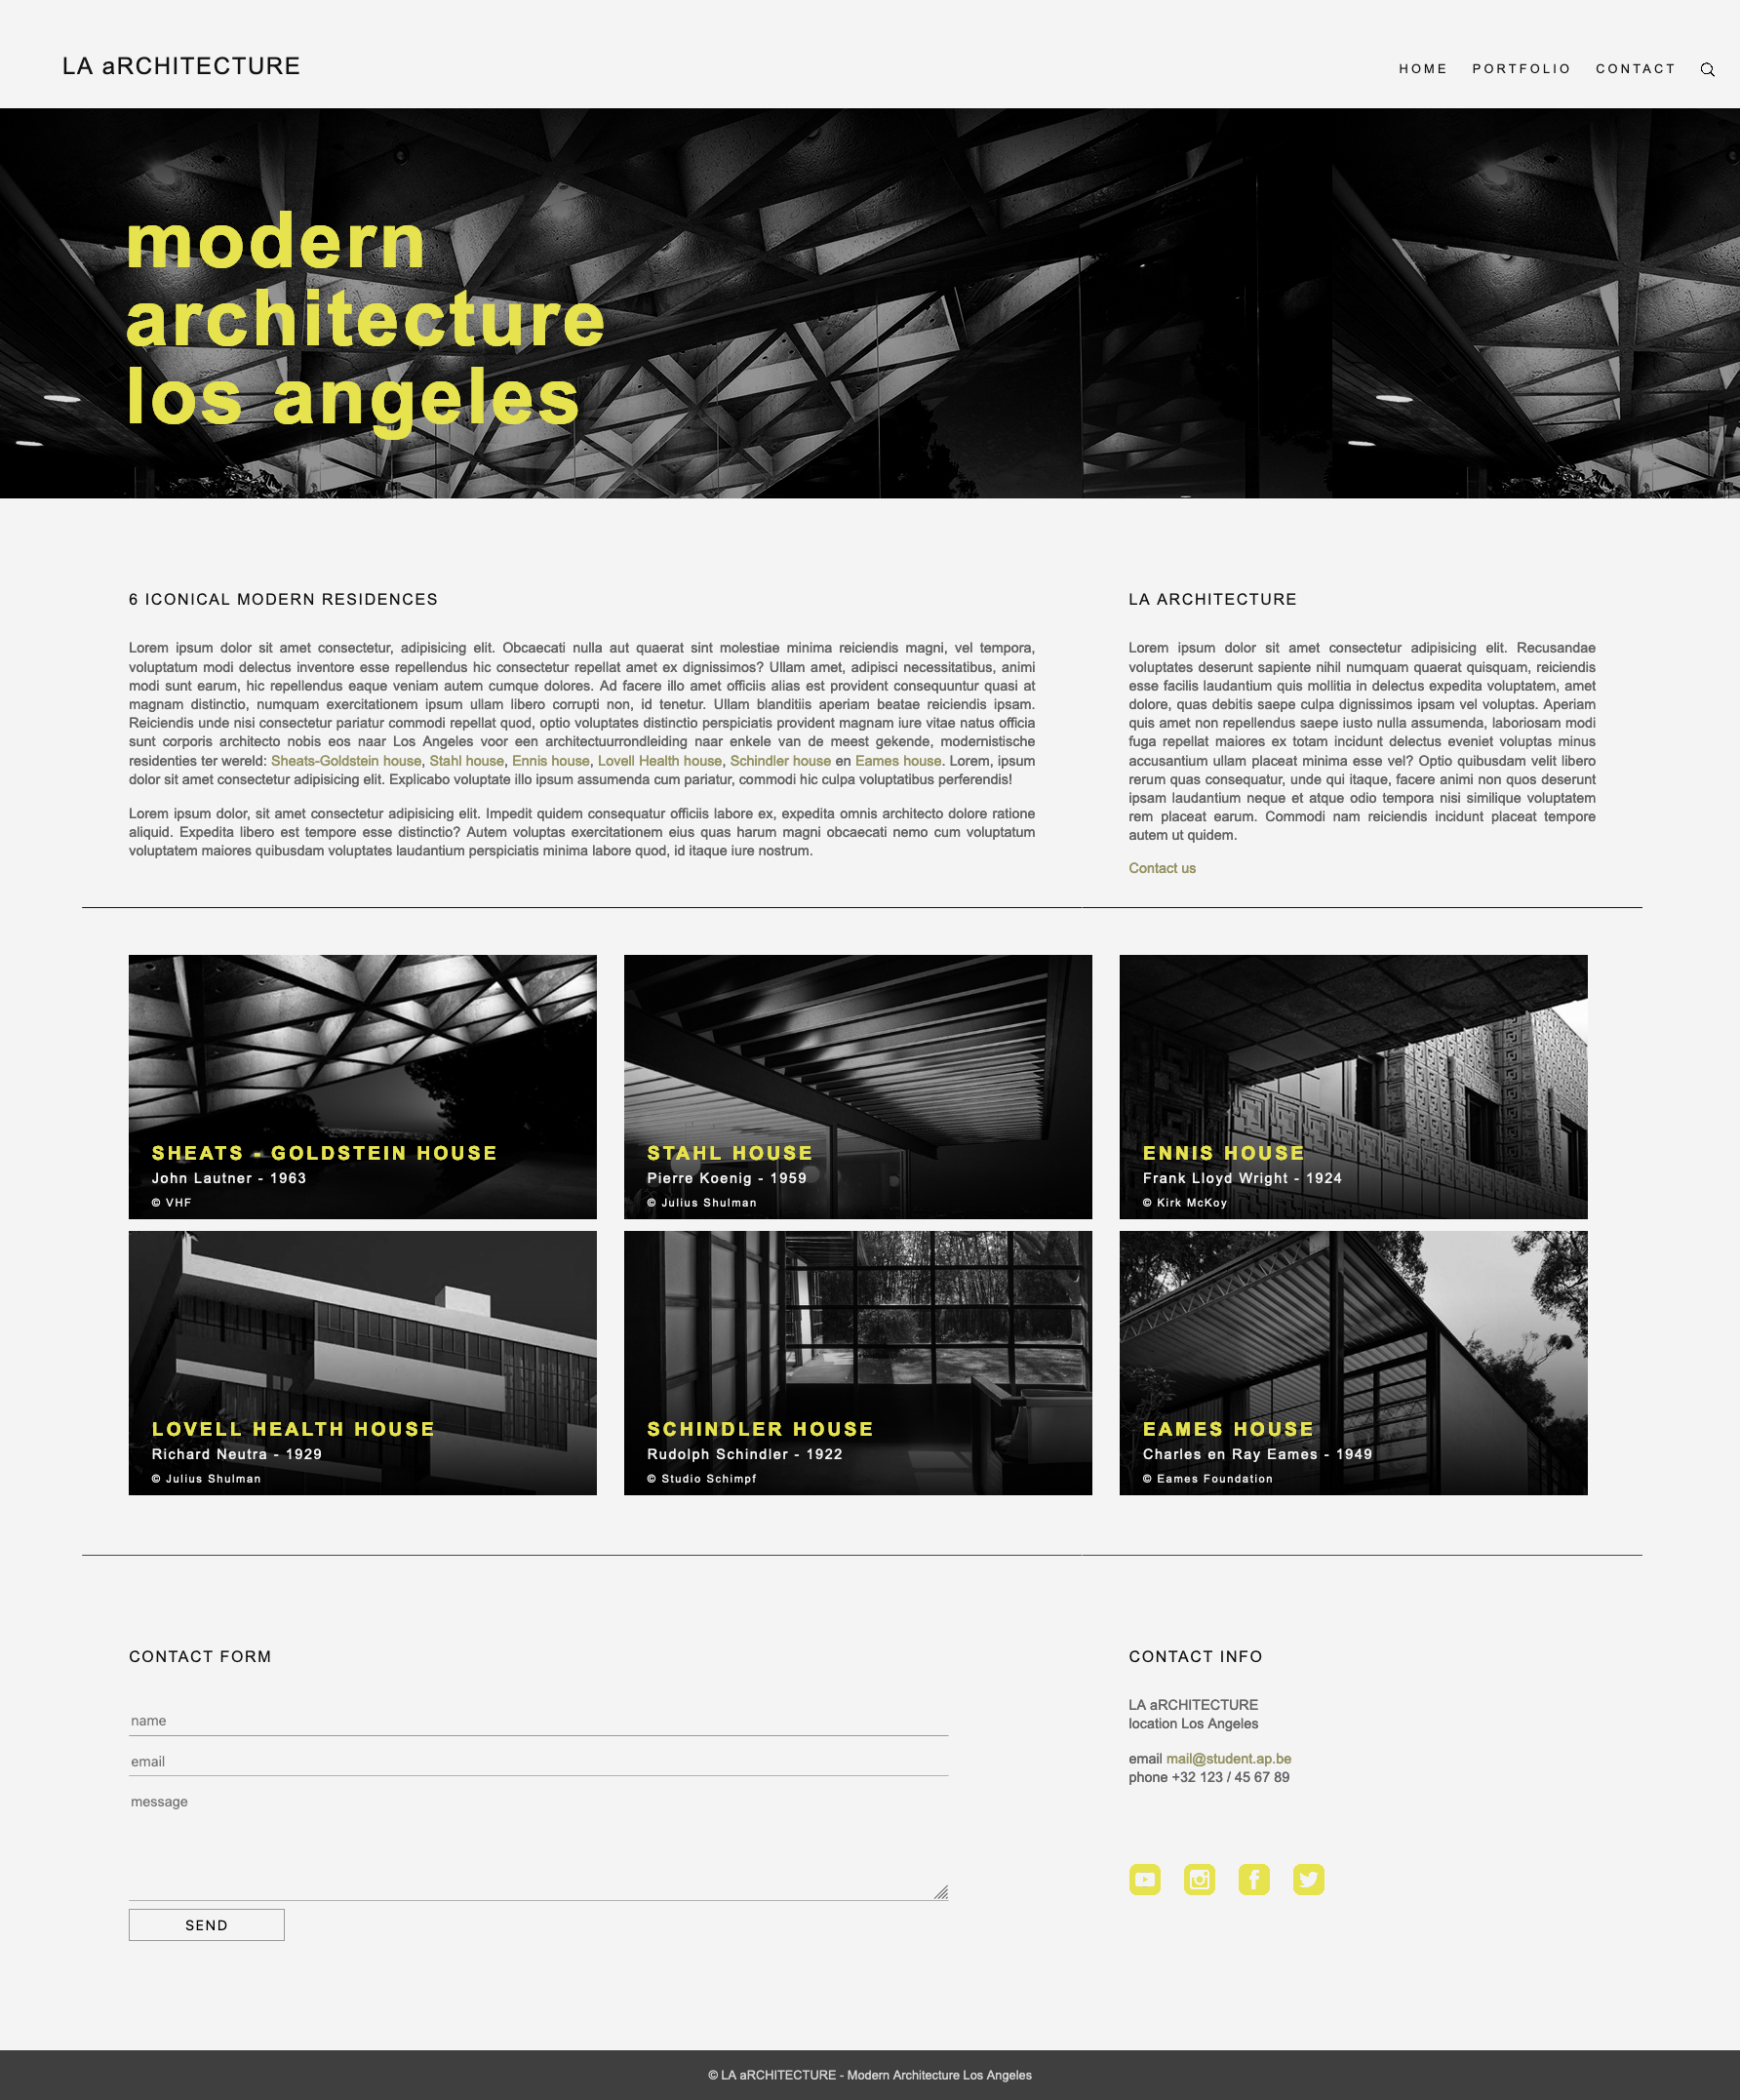 LA aRCHITECTURE
HOME PORTFOLIO CONTACT
modern
architecture
los angeles
6 ICONICAL MODERN RESIDENCES
Lorem ipsum dolor sit amet consectetur, adipisicing elit. Obcaecati nulla aut quaerat sint molestiae minima reiciendis magni, vel tempora,
voluptatum modi delectus inventore esse repellendus hic consectetur repellat amet ex dignissimos? Ullam amet, adipisci necessitatibus, animi
modi sunt earum, hic repellendus eaque veniam autem cumque dolores. Ad facere illo amet officiis alias est provident consequuntur quasi at
magnam distinctio, numquam exercitationem ipsum ullam libero corrupti non, id tenetur. Ullam blanditiis aperiam beatae reiciendis ipsam.
Reiciendis unde nisi consectetur pariatur commodi repellat quod, optio voluptates distinctio perspiciatis provident magnam iure vitae natus officia
sunt corporis architecto nobis eos naar Los Angeles voor een architectuurrondleiding naar enkele van de meest gekende, modernistische
residenties ter wereld: Sheats-Goldstein house, Stahl house, Ennis house, Lovell Health house, Schindler house en Eames house. Lorem, ipsum
dolor sit amet consectetur adipisicing elit. Explicabo voluptate illo ipsum assumenda cum pariatur, commodi hic culpa voluptatibus perferendis!
Lorem ipsum dolor, sit amet consectetur adipisicing elit. Impedit quidem consequatur officiis labore ex, expedita omnis architecto dolore ratione
aliquid. Expedita libero est tempore esse distinctio? Autem voluptas exercitationem eius quas harum magni obcaecati nemo cum voluptatum
voluptatem maiores quibusdam voluptates laudantium perspiciatis minima labore quod, id itaque iure nostrum.
LA ARCHITECTURE
Lorem ipsum dolor sit amet consectetur adipisicing elit. Recusandae
voluptates deserunt sapiente nihil numquam quaerat quisquam, reiciendis
esse facilis laudantium quis mollitia in delectus expedita voluptatem, amet
dolore, quas debitis saepe culpa dignissimos ipsam vel voluptas. Aperiam
quis amet non repellendus saepe iusto nulla assumenda, laboriosam modi
fuga repellat maiores ex totam incidunt delectus eveniet voluptas minus
accusantium ullam placeat minima esse vel? Optio quibusdam velit libero
rerum quas consequatur, unde qui itaque, facere animi non quos deserunt
ipsam laudantium neque et atque odio tempora nisi similique voluptatem
rem placeat earum. Commodi nam reiciendis incidunt placeat tempore
autem ut quidem.
Contact us
SHEATS - GOLDSTEIN HOUSE
John Lautner - 1963
© VHF
STAHL HOUSE
Pierre Koenig - 1959
© Julius Shulman
ENNIS HOUSE
Frank Lloyd Wright - 1924
© Kirk McKoy
LOVELL HEALTH HOUSE
Richard Neutra - 1929
© Julius Shulman
SCHINDLER HOUSE
Rudolph Schindler - 1922
© Studio Schimpf
EAMES HOUSE
Charles en Ray Eames - 1949
© Eames Foundation
CONTACT FORM
name
email
message
SEND
CONTACT INFO
LA aRCHITECTURE
location Los Angeles
email mail@student.ap.be
phone +32 123 / 45 67 89
© LA aRCHITECTURE - Modern Architecture Los Angeles